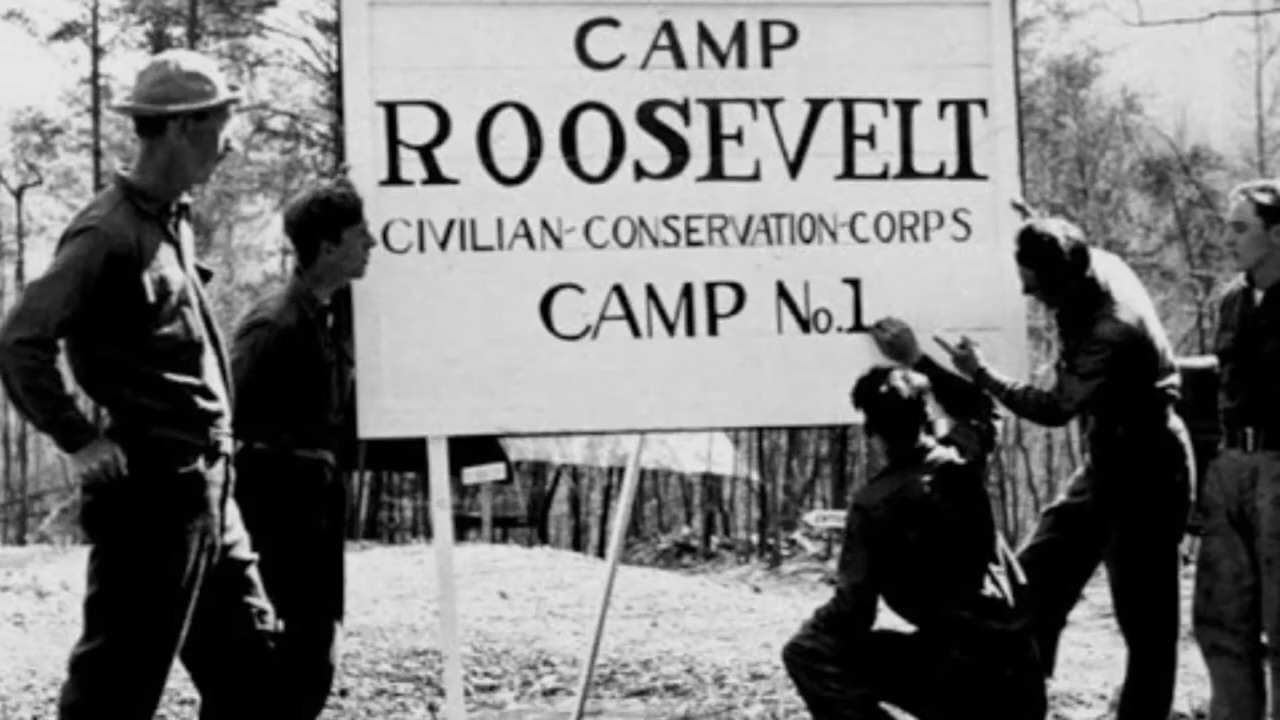 CAMP
ROOSEVELT
CIVILIAN-CONSERVATION-CORPS
CAMP No.1